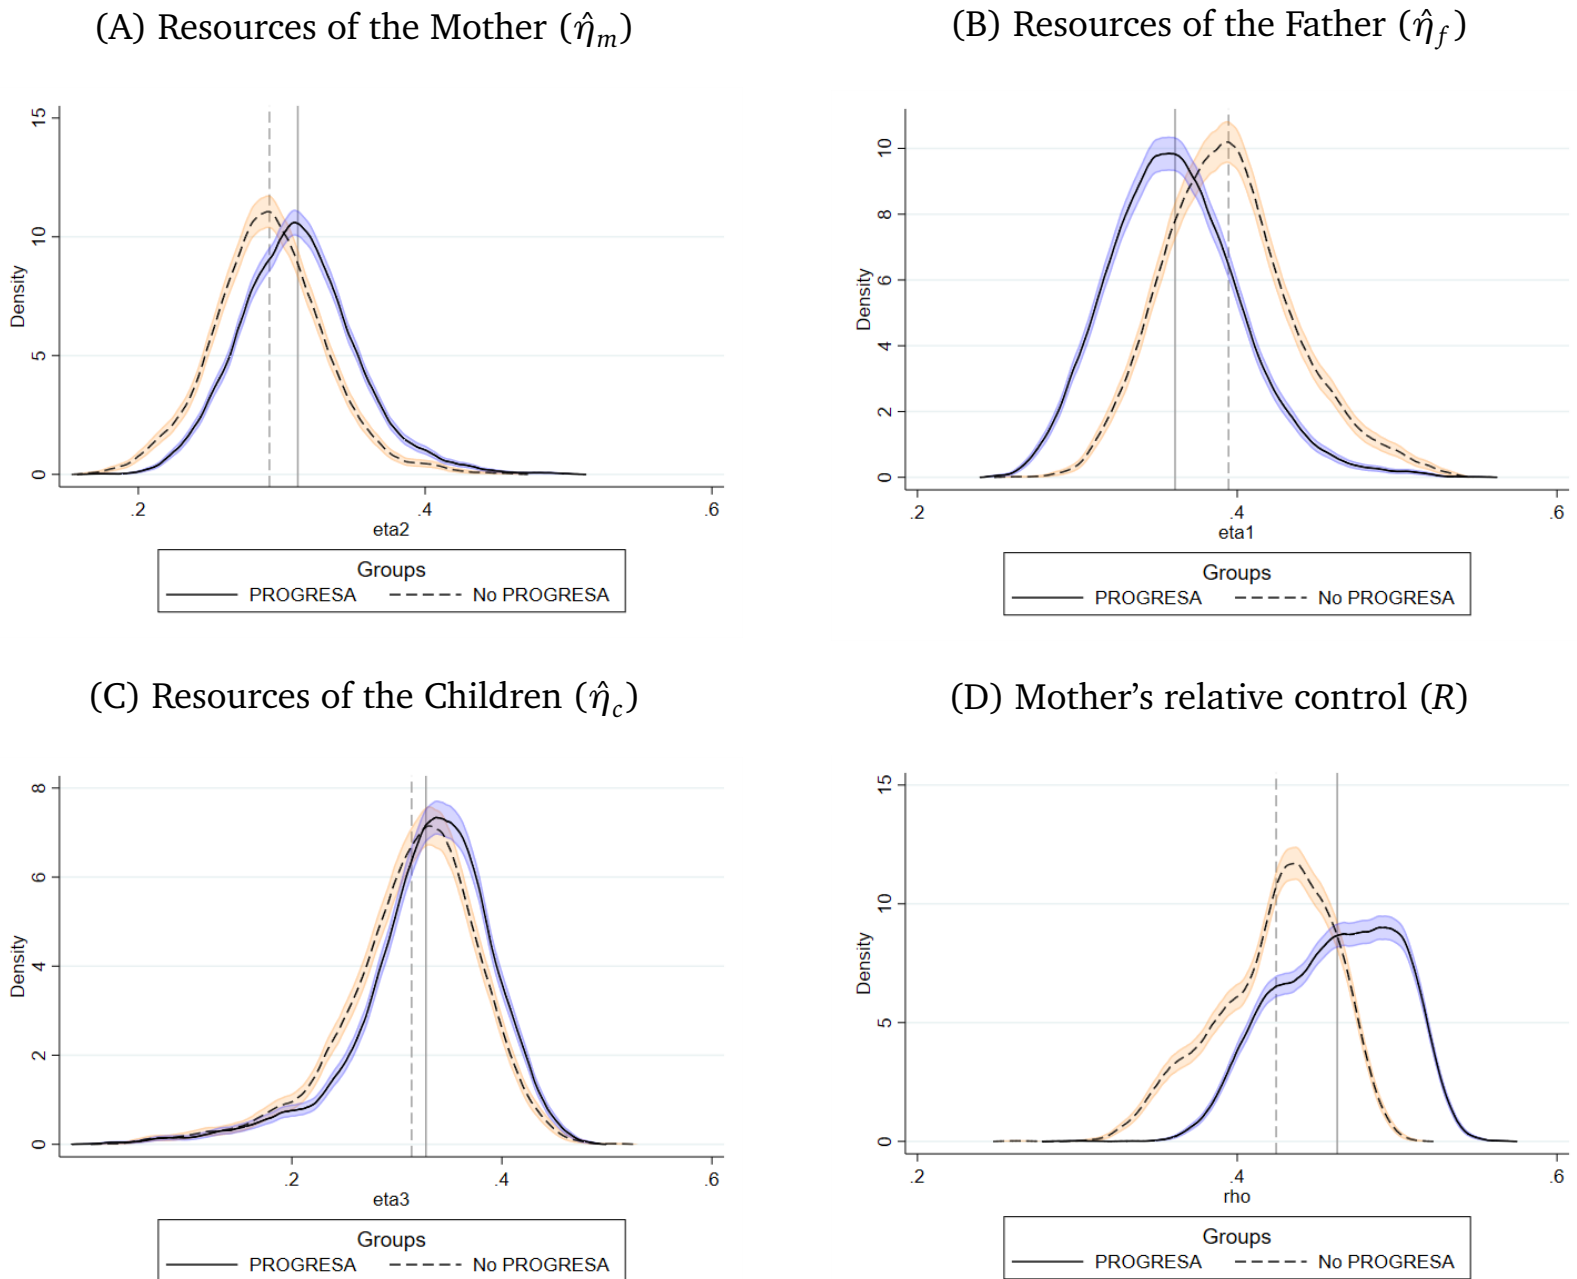 (A) Resources of the Mother (η̂ₘ)
15
10
5
0
Density
.2 .4 .6
eta2
Groups
PROGRESA No PROGRESA
(B) Resources of the Father (η̂_f)
10
8
6
4
2
0
Density
.2 .4 .6
eta1
Groups
PROGRESA No PROGRESA
(C) Resources of the Children (η̂_c)
8
6
4
2
0
Density
.2 .4 .6
eta3
Groups
PROGRESA No PROGRESA
(D) Mother’s relative control (R)
15
10
5
0
Density
.2 .4 .6
rho
Groups
PROGRESA No PROGRESA